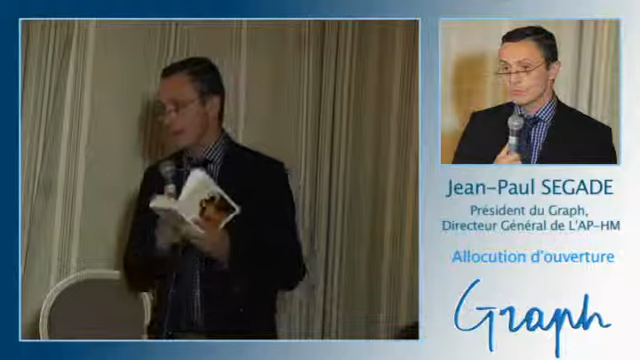 Jean-Paul SEGADE
Président du Graph,
Directeur Général de L'AP-HM
Allocution d'ouverture
Graph